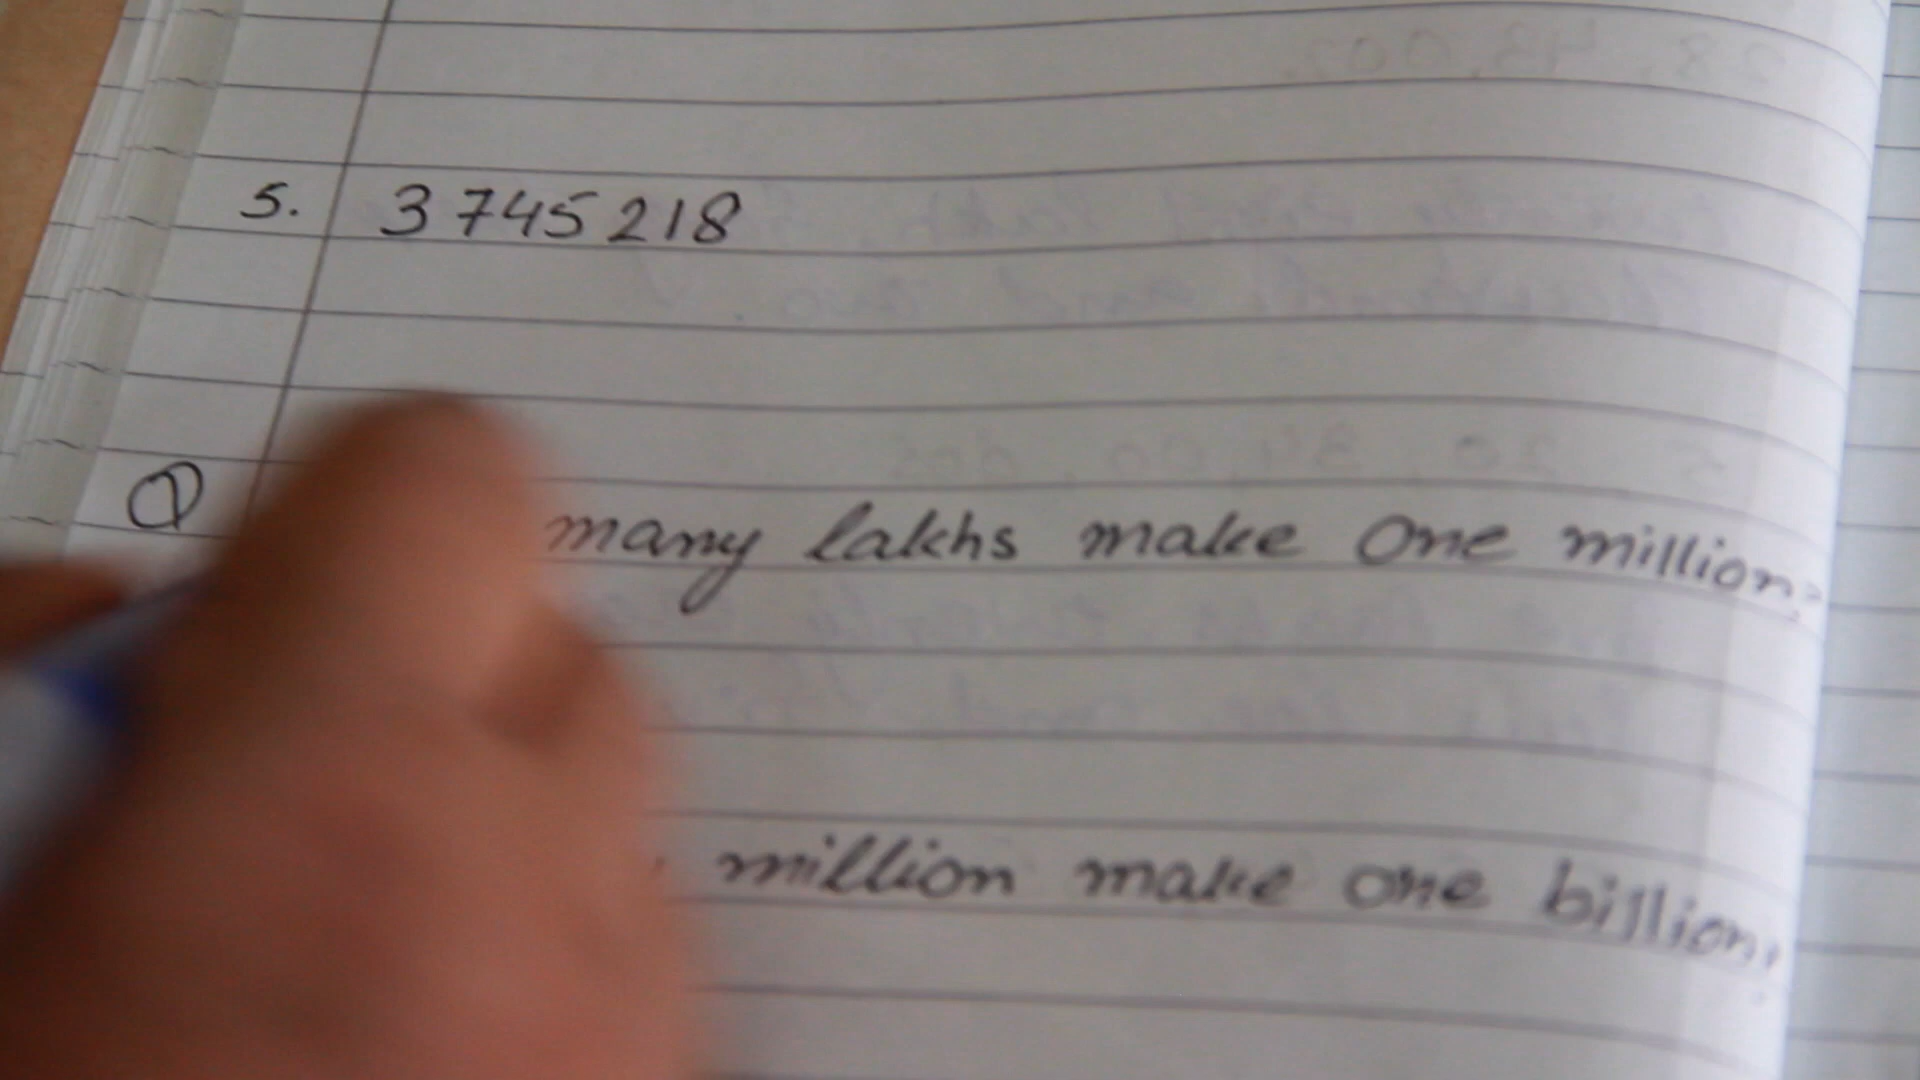 5. 3745218
Q many lakhs make one million?
million make one billion?